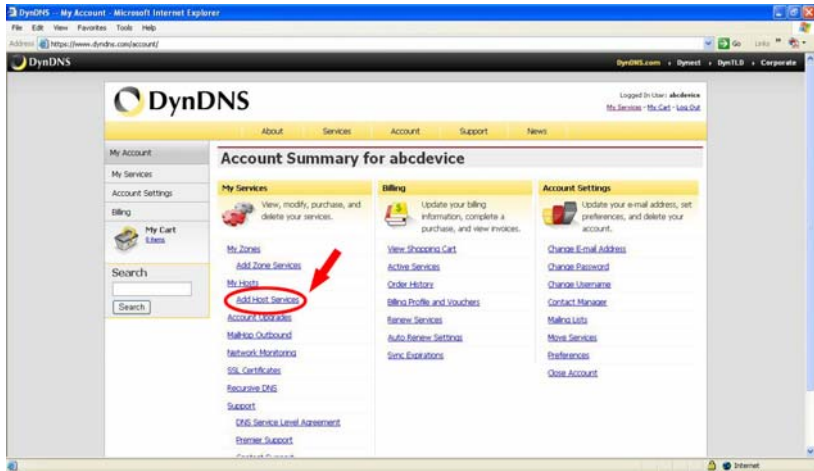 DynDNS -- My Account - Microsoft Internet Explorer
File Edit View Favorites Tools Help
Address https://www.dyndns.com/account/ Go Links »
DynDNS
DynDNS.com Dynect DynTLD Corporate
DynDNS
Logged In User: abcdevice
My Services - My Cart - Log Out
About Services Account Support News
My Account
My Services
Account Settings
Billing
My Cart
0 items
Search
Search
Account Summary for abcdevice
My Services
View, modify, purchase, and
delete your services.
My Zones
Add Zone Services
My Hosts
Add Host Services
Account Upgrades
MailHop Outbound
Network Monitoring
SSL Certificates
Recursive DNS
Support
DNS Service Level Agreement
Premier Support
Contact Support
Billing
Update your billing
information, complete a
purchase, and view invoices.
View Shopping Cart
Active Services
Order History
Billing Profile and Vouchers
Renew Services
Auto Renew Settings
Sync Expirations
Account Settings
Update your e-mail address, set
preferences, and delete your
account.
Change E-mail Address
Change Password
Change Username
Contact Manager
Mailing Lists
Move Services
Preferences
Close Account
Internet